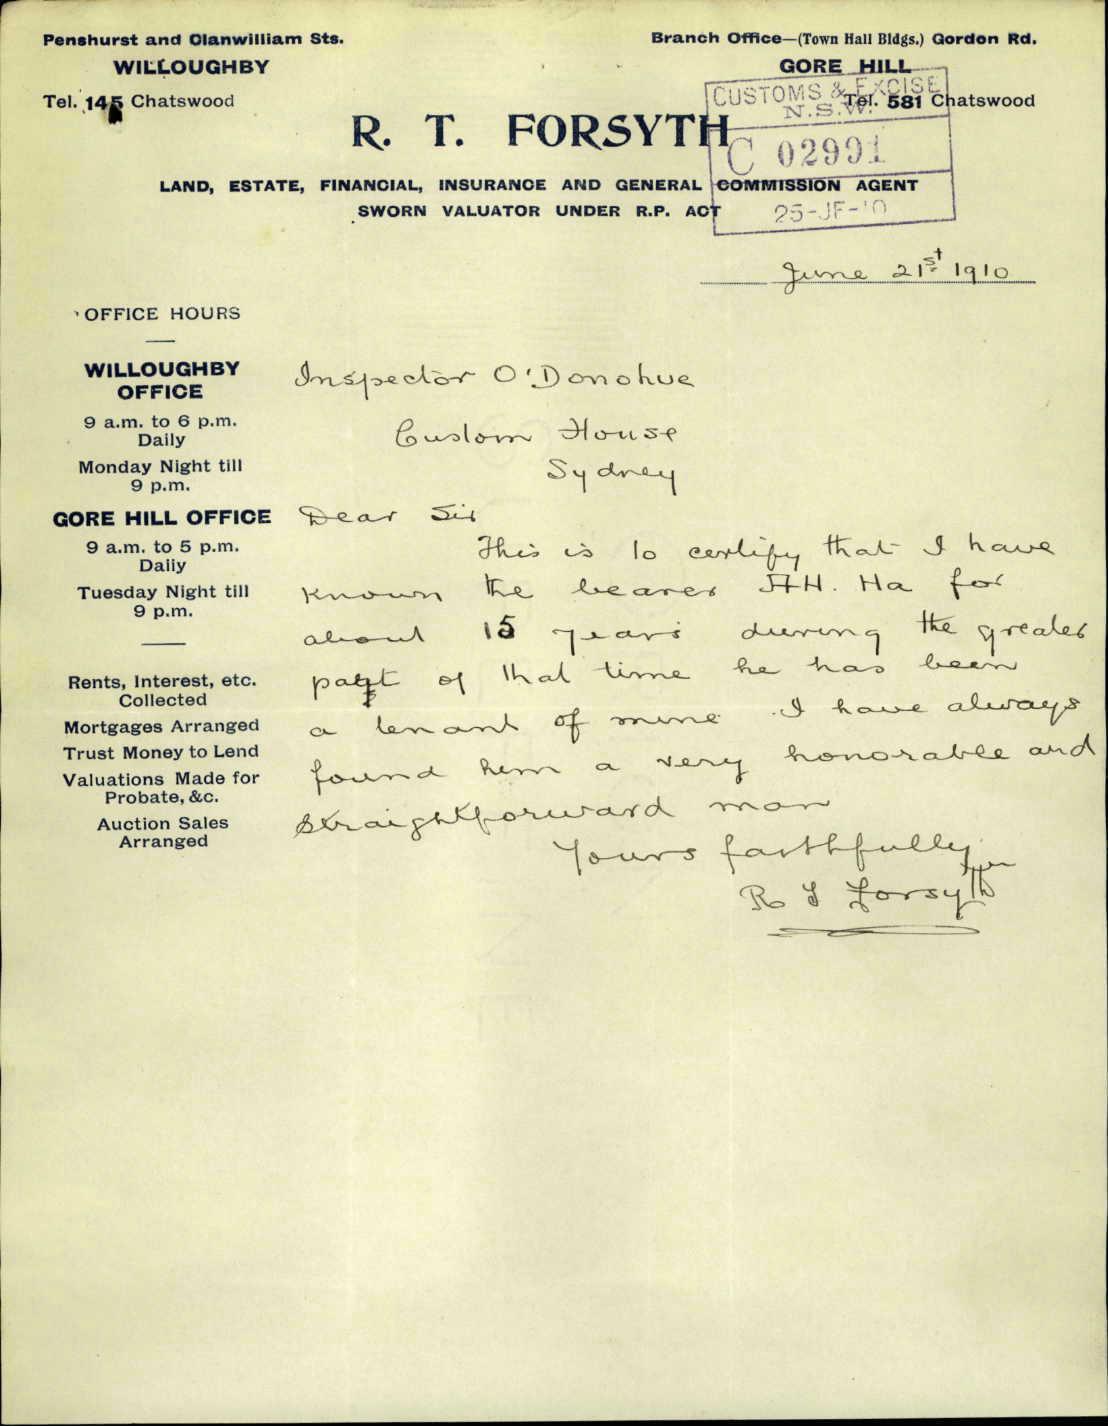 Penshurst and Clanwilliam Sts.
WILLOUGHBY
Tel. 145 Chatswood
Branch Office—(Town Hall Bldgs.) Gordon Rd.
GORE HILL
Tel. 581 Chatswood
CUSTOMS & EXCISE
N.S.W.
C 02991
25-JE-10
R. T. FORSYTH
LAND, ESTATE, FINANCIAL, INSURANCE AND GENERAL COMMISSION AGENT
SWORN VALUATOR UNDER R.P. ACT
June 21st 1910
OFFICE HOURS
WILLOUGHBY
OFFICE
9 a.m. to 6 p.m.
Daily
Monday Night till
9 p.m.
GORE HILL OFFICE
9 a.m. to 5 p.m.
Daily
Tuesday Night till
9 p.m.
Rents, Interest, etc.
Collected
Mortgages Arranged
Trust Money to Lend
Valuations Made for
Probate, &c.
Auction Sales
Arranged
Inspector O'Donohue
Custom House
Sydney
Dear Sir
This is to certify that I have
known the bearer AH. Ha for
about 15 years during the greater
part of that time he has been
a tenant of mine. I have always
found him a very honorable and
straightforward man
Yours faithfully
R T Forsyth